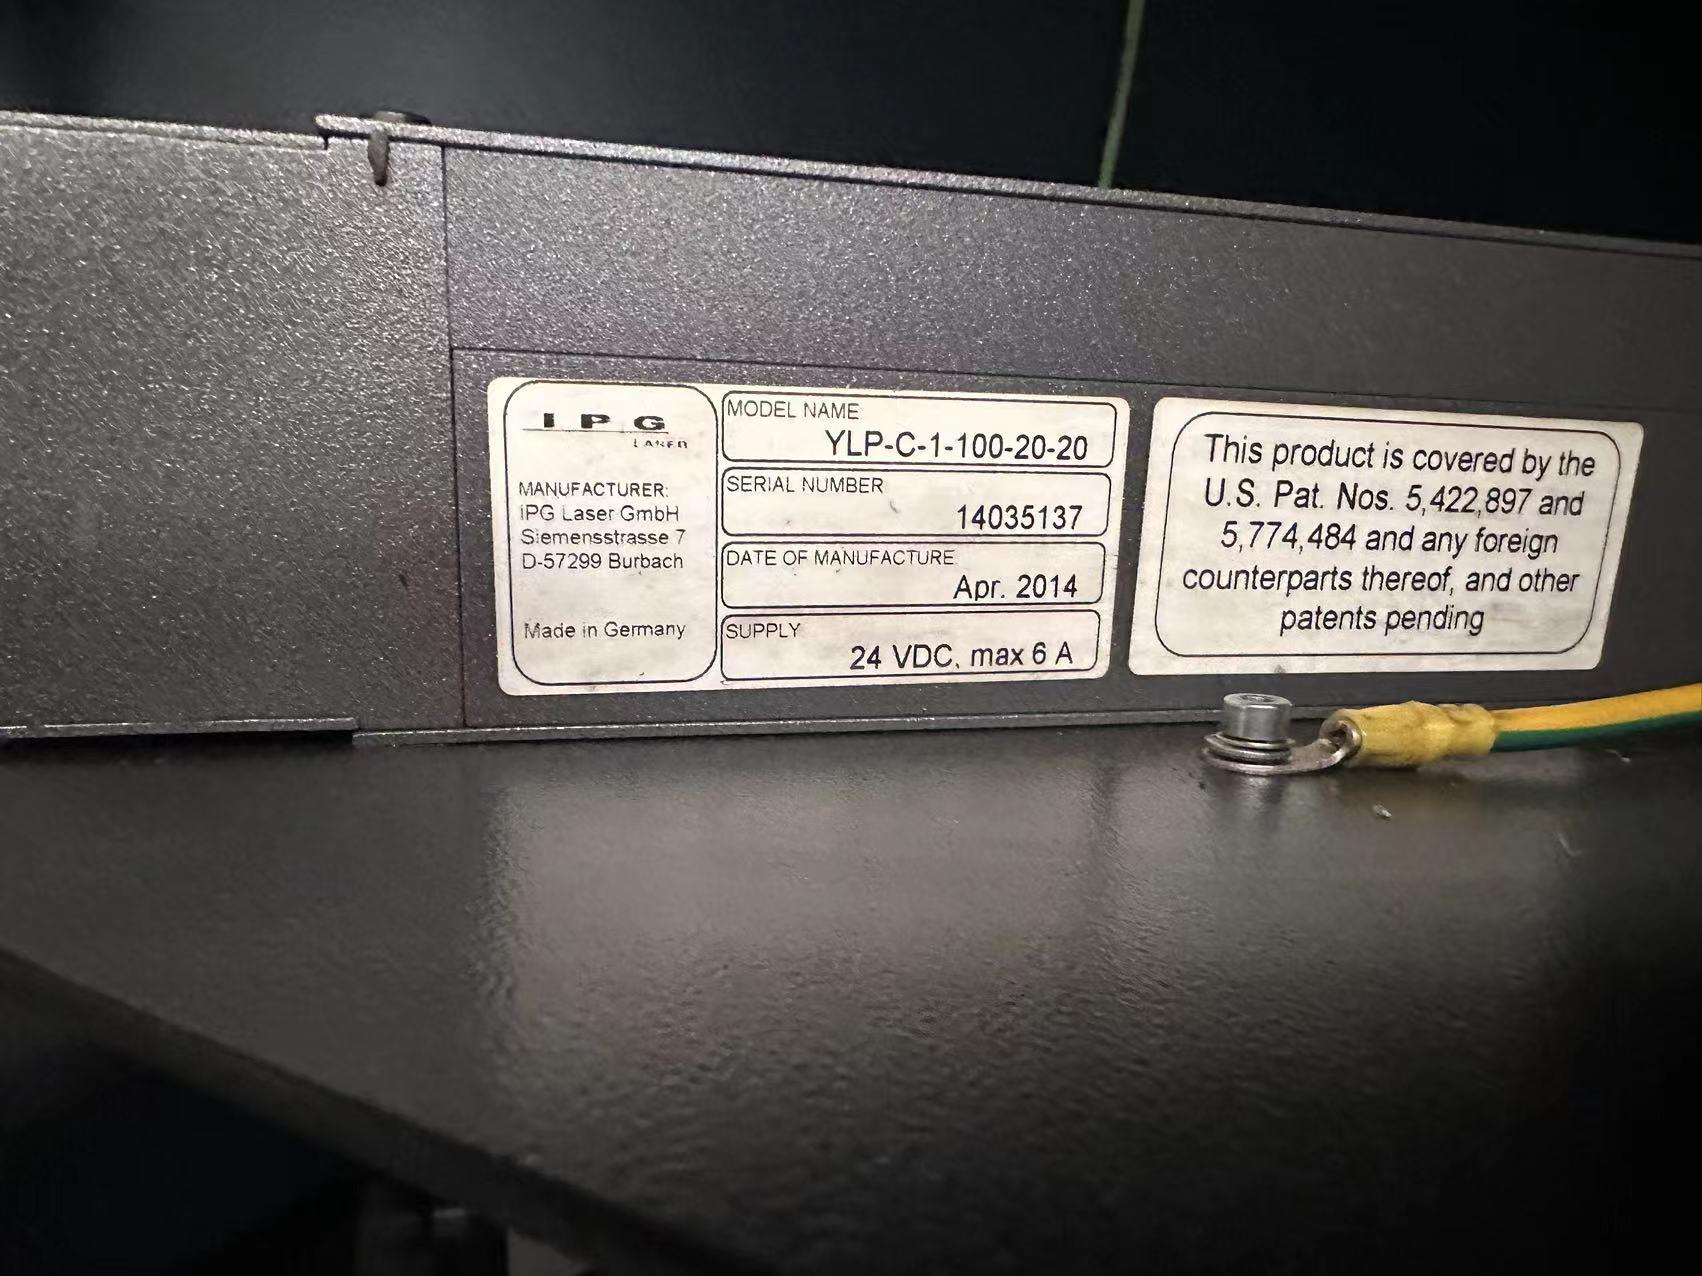 IPG
LASER
MANUFACTURER:
IPG Laser GmbH
Siemensstrasse 7
D-57299 Burbach
Made in Germany
MODEL NAME
YLP-C-1-100-20-20
SERIAL NUMBER
14035137
DATE OF MANUFACTURE
Apr. 2014
SUPPLY
24 VDC, max 6 A
This product is covered by the
U.S. Pat. Nos. 5,422,897 and
5,774,484 and any foreign
counterparts thereof, and other
patents pending